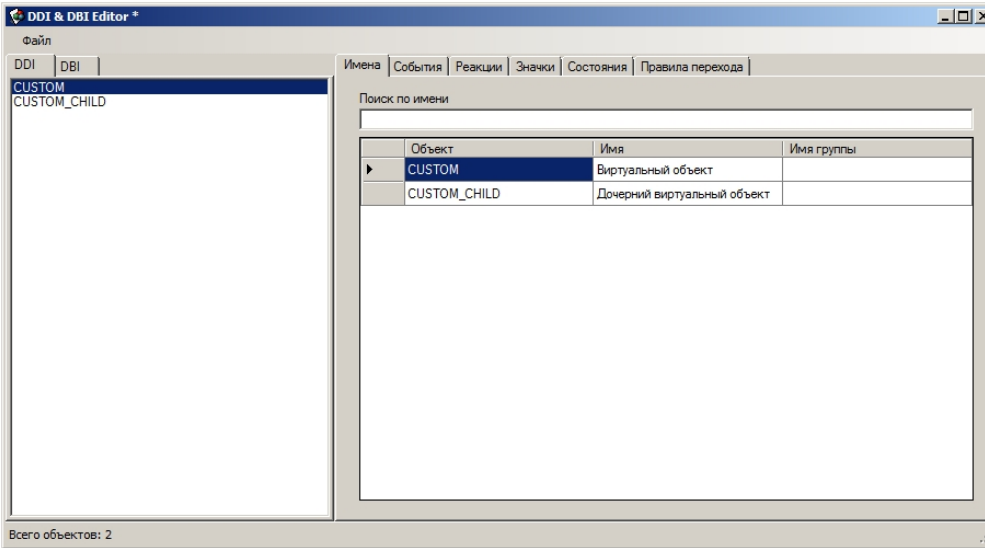 DDI & DBI Editor *
Файл
DDI DBI
CUSTOM
CUSTOM_CHILD
Имена События Реакции Значки Состояния Правила перехода
Поиск по имени
Объект Имя Имя группы
CUSTOM Виртуальный объект
CUSTOM_CHILD Дочерний виртуальный объект
Всего объектов: 2